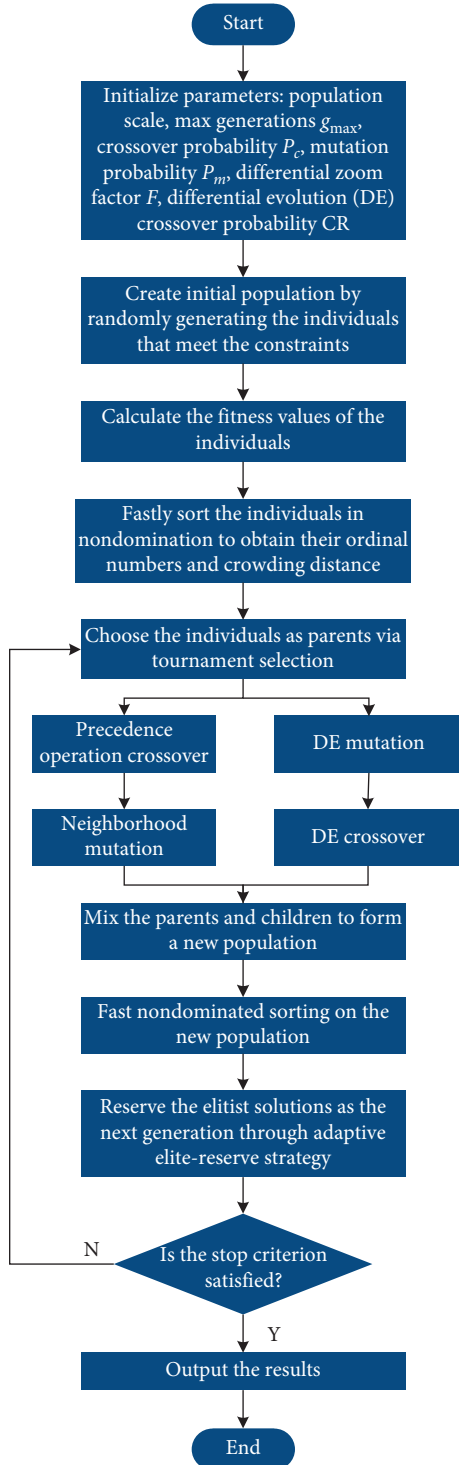 Start
Initialize parameters: population
scale, max generations gmax,
crossover probability Pc, mutation
probability Pm, differential zoom
factor F, differential evolution (DE)
crossover probability CR
Create initial population by
randomly generating the individuals
that meet the constraints
Calculate the fitness values of the
individuals
Fastly sort the individuals in
nondomination to obtain their ordinal
numbers and crowding distance
Choose the individuals as parents via
tournament selection
Precedence
operation crossover
DE mutation
Neighborhood
mutation
DE crossover
Mix the parents and children to form
a new population
Fast nondominated sorting on the
new population
Reserve the elitist solutions as the
next generation through adaptive
elite-reserve strategy
N
Is the stop criterion
satisfied?
Y
Output the results
End